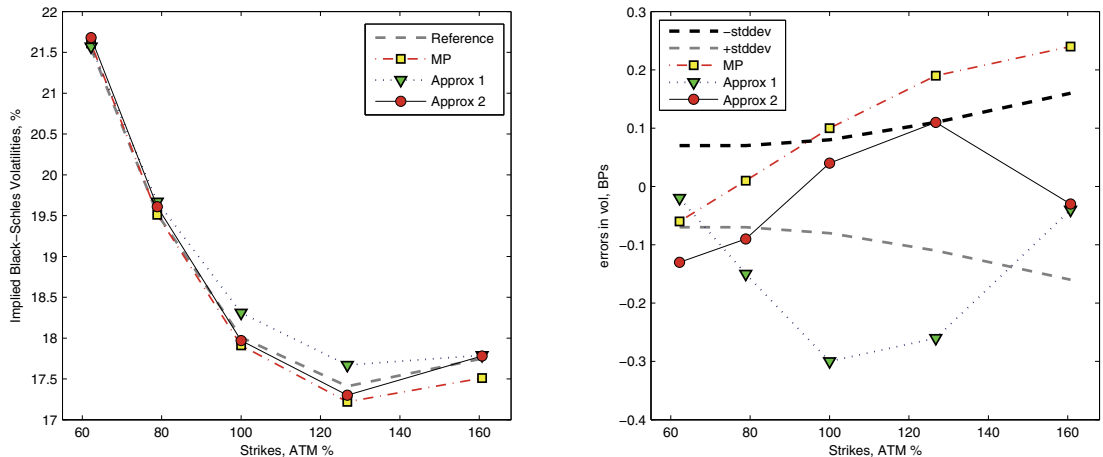 22
21.5
21
20.5
20
19.5
19
18.5
18
17.5
17
60 80 100 120 140 160
Strikes, ATM %
Implied Black−Schles Volatilities, %
Reference
MP
Approx 1
Approx 2
0.3
0.2
0.1
0
−0.1
−0.2
−0.3
−0.4
60 80 100 120 140 160
Strikes, ATM %
errors in vol, BPs
−stddev
+stddev
MP
Approx 1
Approx 2